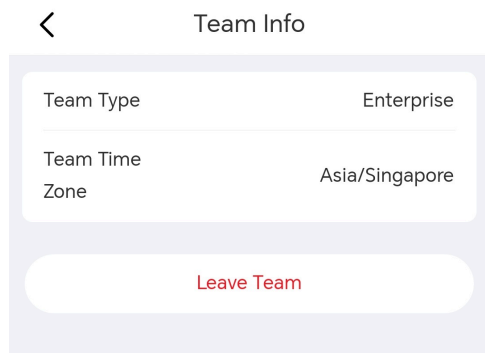 Team Info
Team Type Enterprise
Team Time
Zone
Asia/Singapore
Leave Team